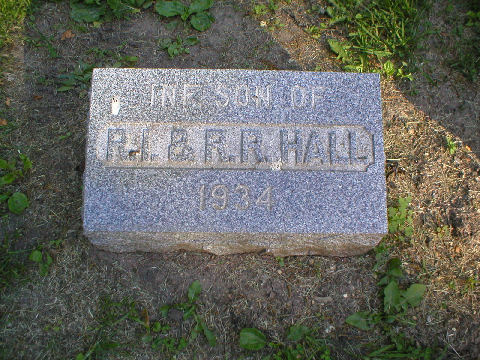 INF. SON OF
R.I. & R.R. HALL
1934